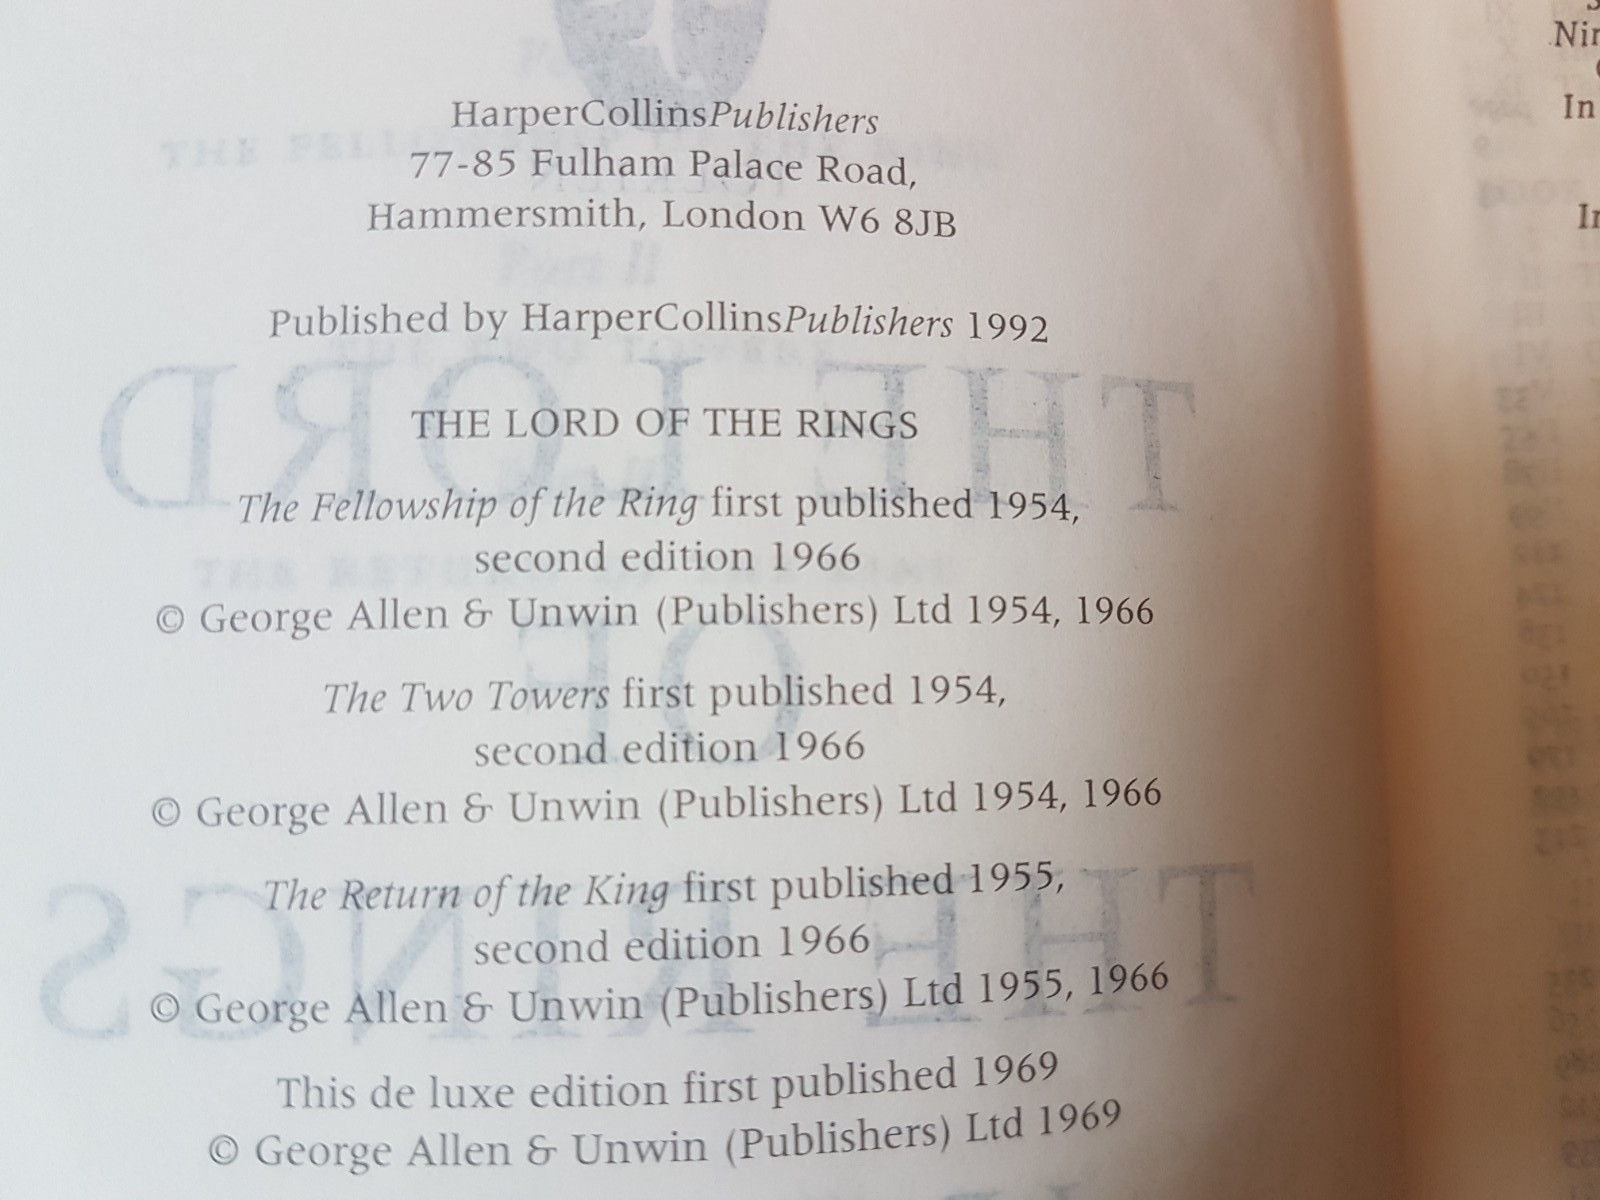 HarperCollinsPublishers
77-85 Fulham Palace Road,
Hammersmith, London W6 8JB
Published by HarperCollinsPublishers 1992
THE LORD OF THE RINGS
The Fellowship of the Ring first published 1954,
second edition 1966
© George Allen & Unwin (Publishers) Ltd 1954, 1966
The Two Towers first published 1954,
second edition 1966
© George Allen & Unwin (Publishers) Ltd 1954, 1966
The Return of the King first published 1955,
second edition 1966
© George Allen & Unwin (Publishers) Ltd 1955, 1966
This de luxe edition first published 1969
© George Allen & Unwin (Publishers) Ltd 1969
In